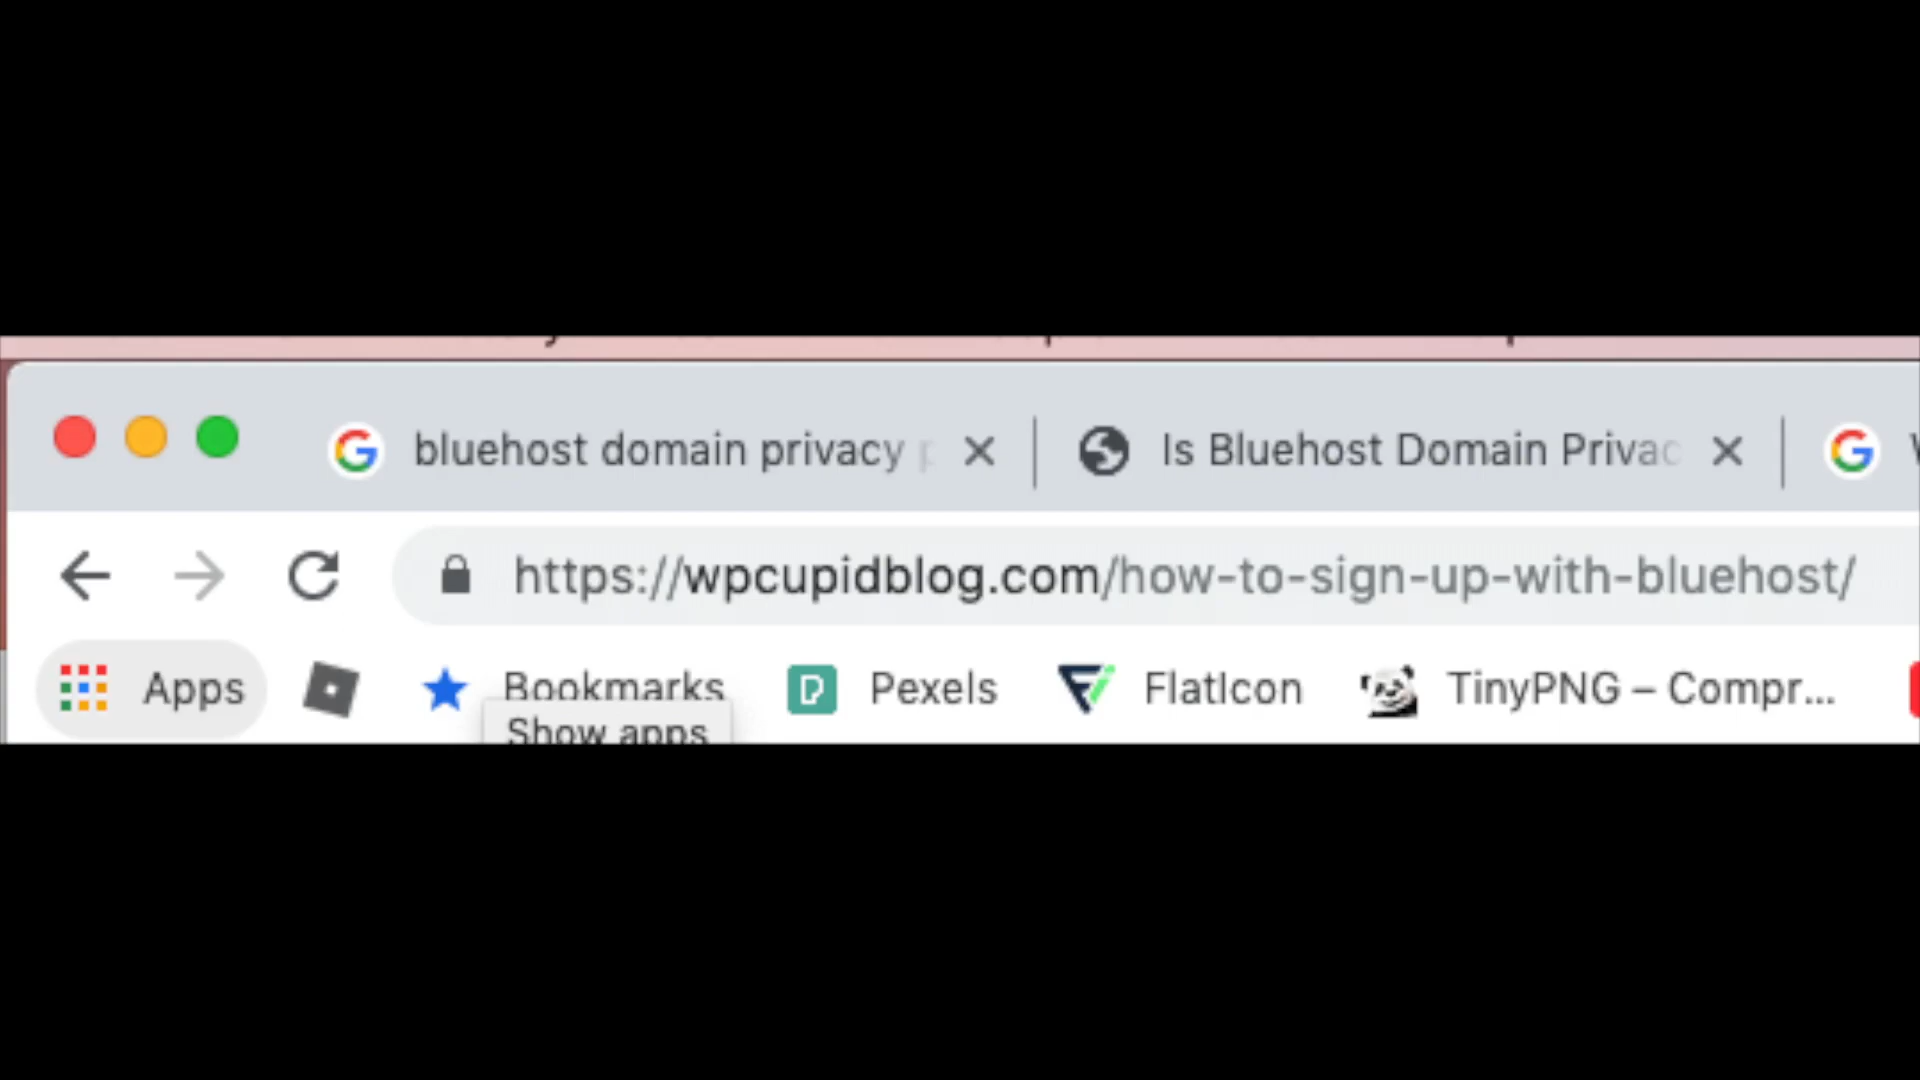 bluehost domain privacy Is Bluehost Domain Privac
https://wpcupidblog.com/how-to-sign-up-with-bluehost/
Apps Bookmarks Pexels FlatIcon TinyPNG – Compr...
Show apps